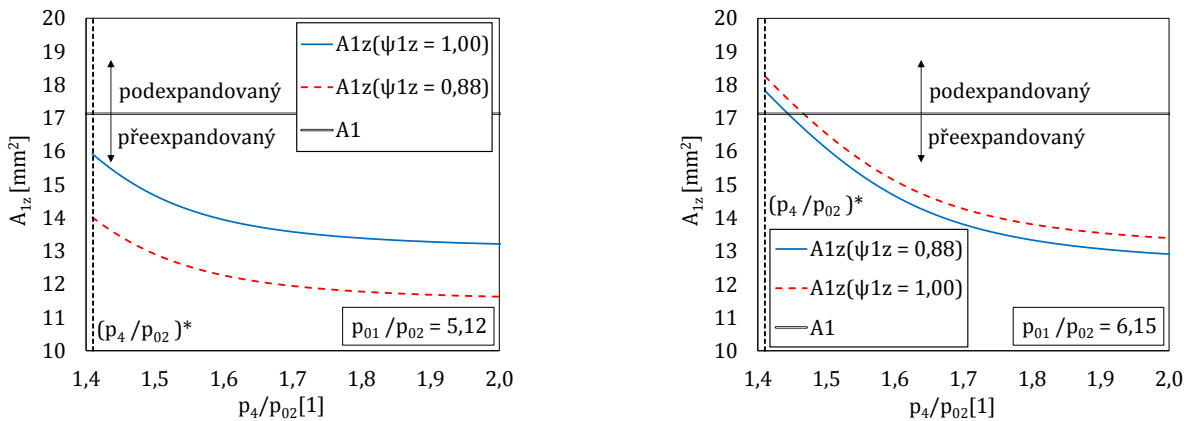 20
19
18
17
16
15
14
13
12
11
10
A1z [mm2]
A1z(ψ1z = 1,00)
A1z(ψ1z = 0,88)
A1
podexpandovaný
přeexpandovaný
(p4 /p02 )*
p01 /p02 = 5,12
1,4 1,5 1,6 1,7 1,8 1,9 2,0
p4/p02[1]
20
19
18
17
16
15
14
13
12
11
10
A1z [mm2]
podexpandovaný
přeexpandovaný
(p4 /p02 )*
A1z(ψ1z = 0,88)
A1z(ψ1z = 1,00)
A1
p01 /p02 = 6,15
1,4 1,5 1,6 1,7 1,8 1,9 2,0
p4/p02[1]